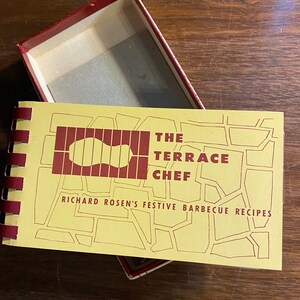 THE
TERRACE
CHEF
RICHARD ROSEN'S FESTIVE BARBECUE RECIPES